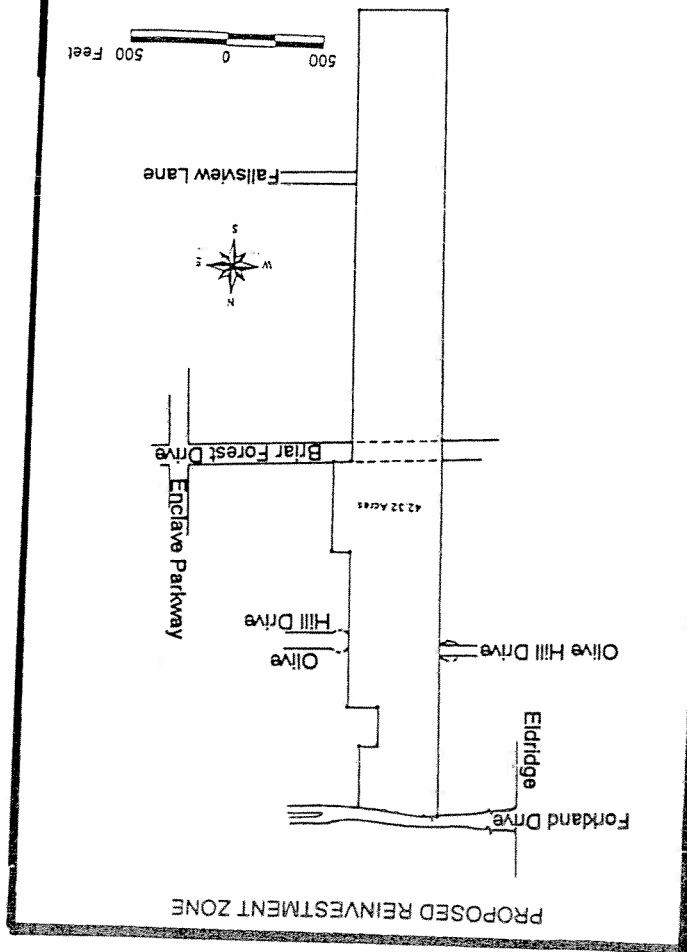 PROPOSED REINVESTMENT ZONE
Forkland Drive
Eldridge
Olive Hill Drive
Olive
Hill Drive
Enclave Parkway
42.32 Acres
Briar Forest Drive
N
W
E
S
Fallsview Lane
500 0 500 Feet